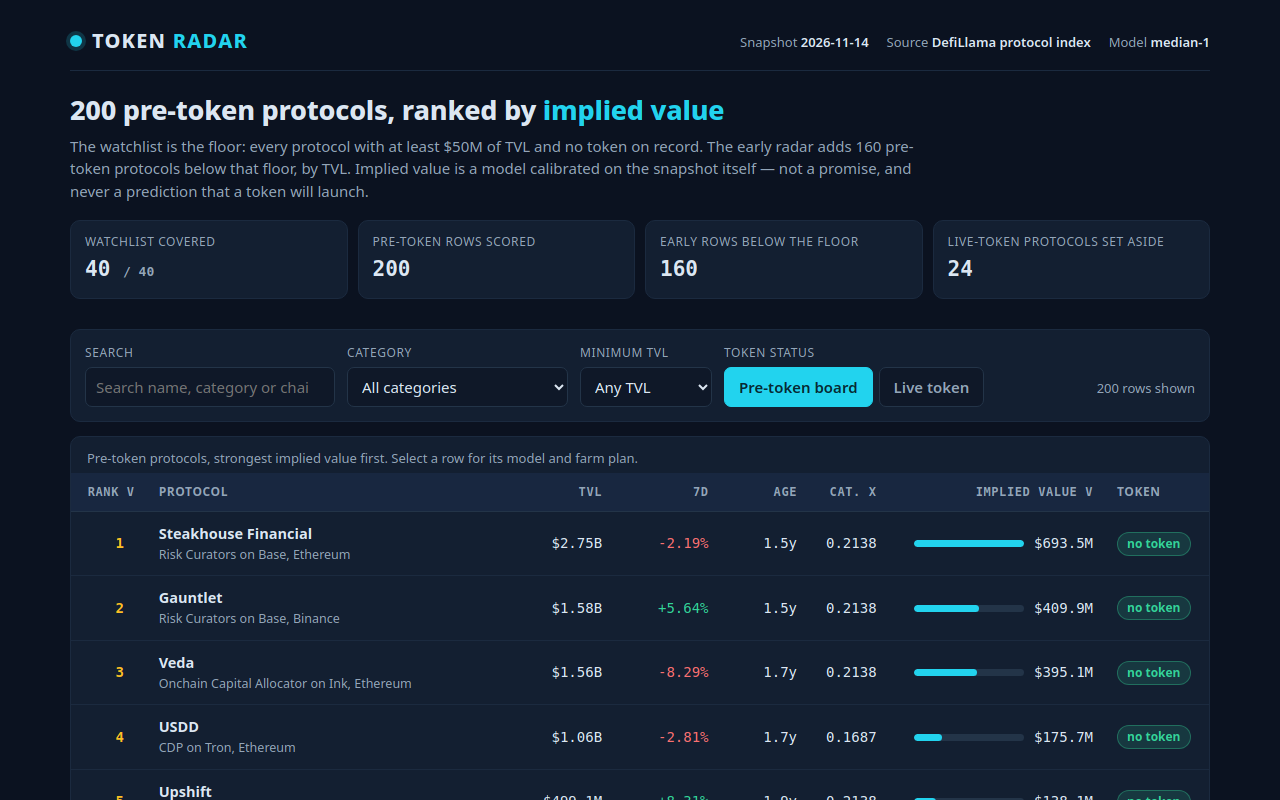 TOKEN RADAR
Snapshot 2026-11-14 Source DefiLlama protocol index Model median-1
200 pre-token protocols, ranked by implied value
The watchlist is the floor: every protocol with at least $50M of TVL and no token on record. The early radar adds 160 pre-
token protocols below that floor, by TVL. Implied value is a model calibrated on the snapshot itself — not a promise, and
never a prediction that a token will launch.
WATCHLIST COVERED
40 / 40
PRE-TOKEN ROWS SCORED
200
EARLY ROWS BELOW THE FLOOR
160
LIVE-TOKEN PROTOCOLS SET ASIDE
24
SEARCH CATEGORY MINIMUM TVL TOKEN STATUS
Search name, category or chai All categories Any TVL Pre-token board Live token 200 rows shown
Pre-token protocols, strongest implied value first. Select a row for its model and farm plan.
RANK V PROTOCOL TVL 7D AGE CAT. X IMPLIED VALUE V TOKEN
1 Steakhouse Financial $2.75B -2.19% 1.5y 0.2138 $693.5M no token
Risk Curators on Base, Ethereum
2 Gauntlet $1.58B +5.64% 1.5y 0.2138 $409.9M no token
Risk Curators on Base, Binance
3 Veda $1.56B -8.29% 1.7y 0.2138 $395.1M no token
Onchain Capital Allocator on Ink, Ethereum
4 USDD $1.06B -2.81% 1.7y 0.1687 $175.7M no token
CDP on Tron, Ethereum
Upshift